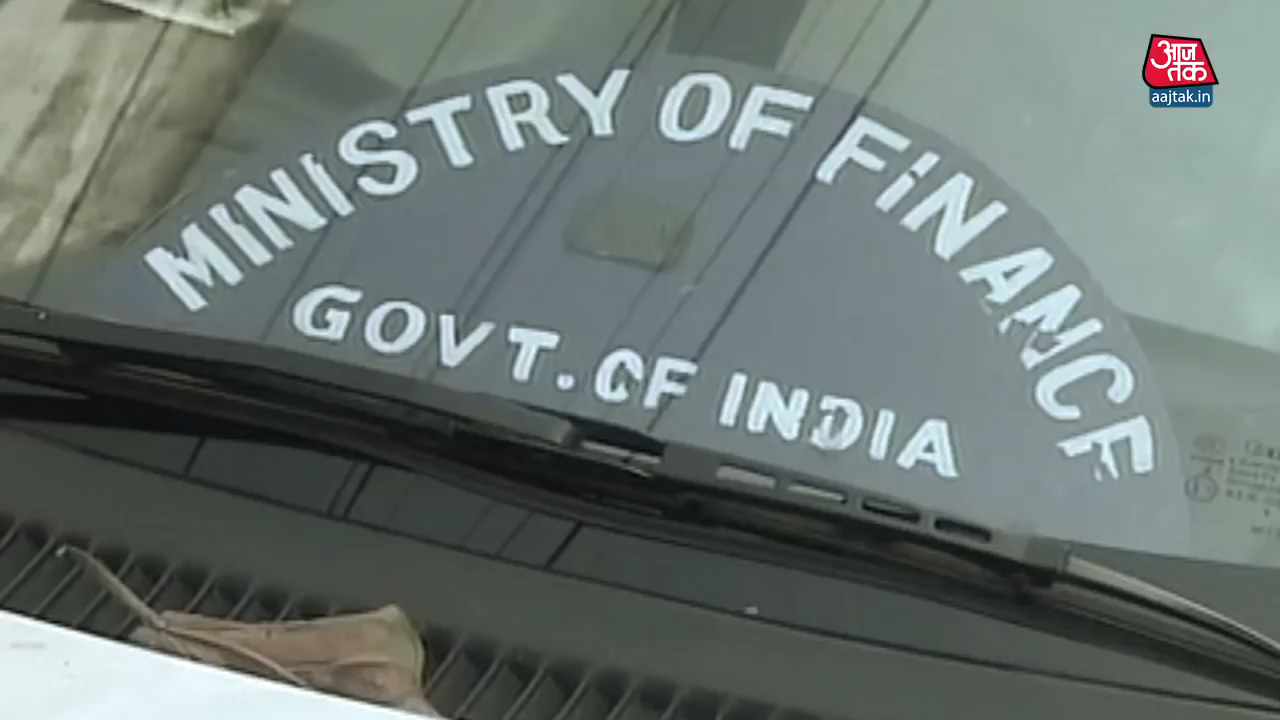 MINISTRY OF FINANCE
GOVT. OF INDIA
आज
तक
aajtak.in